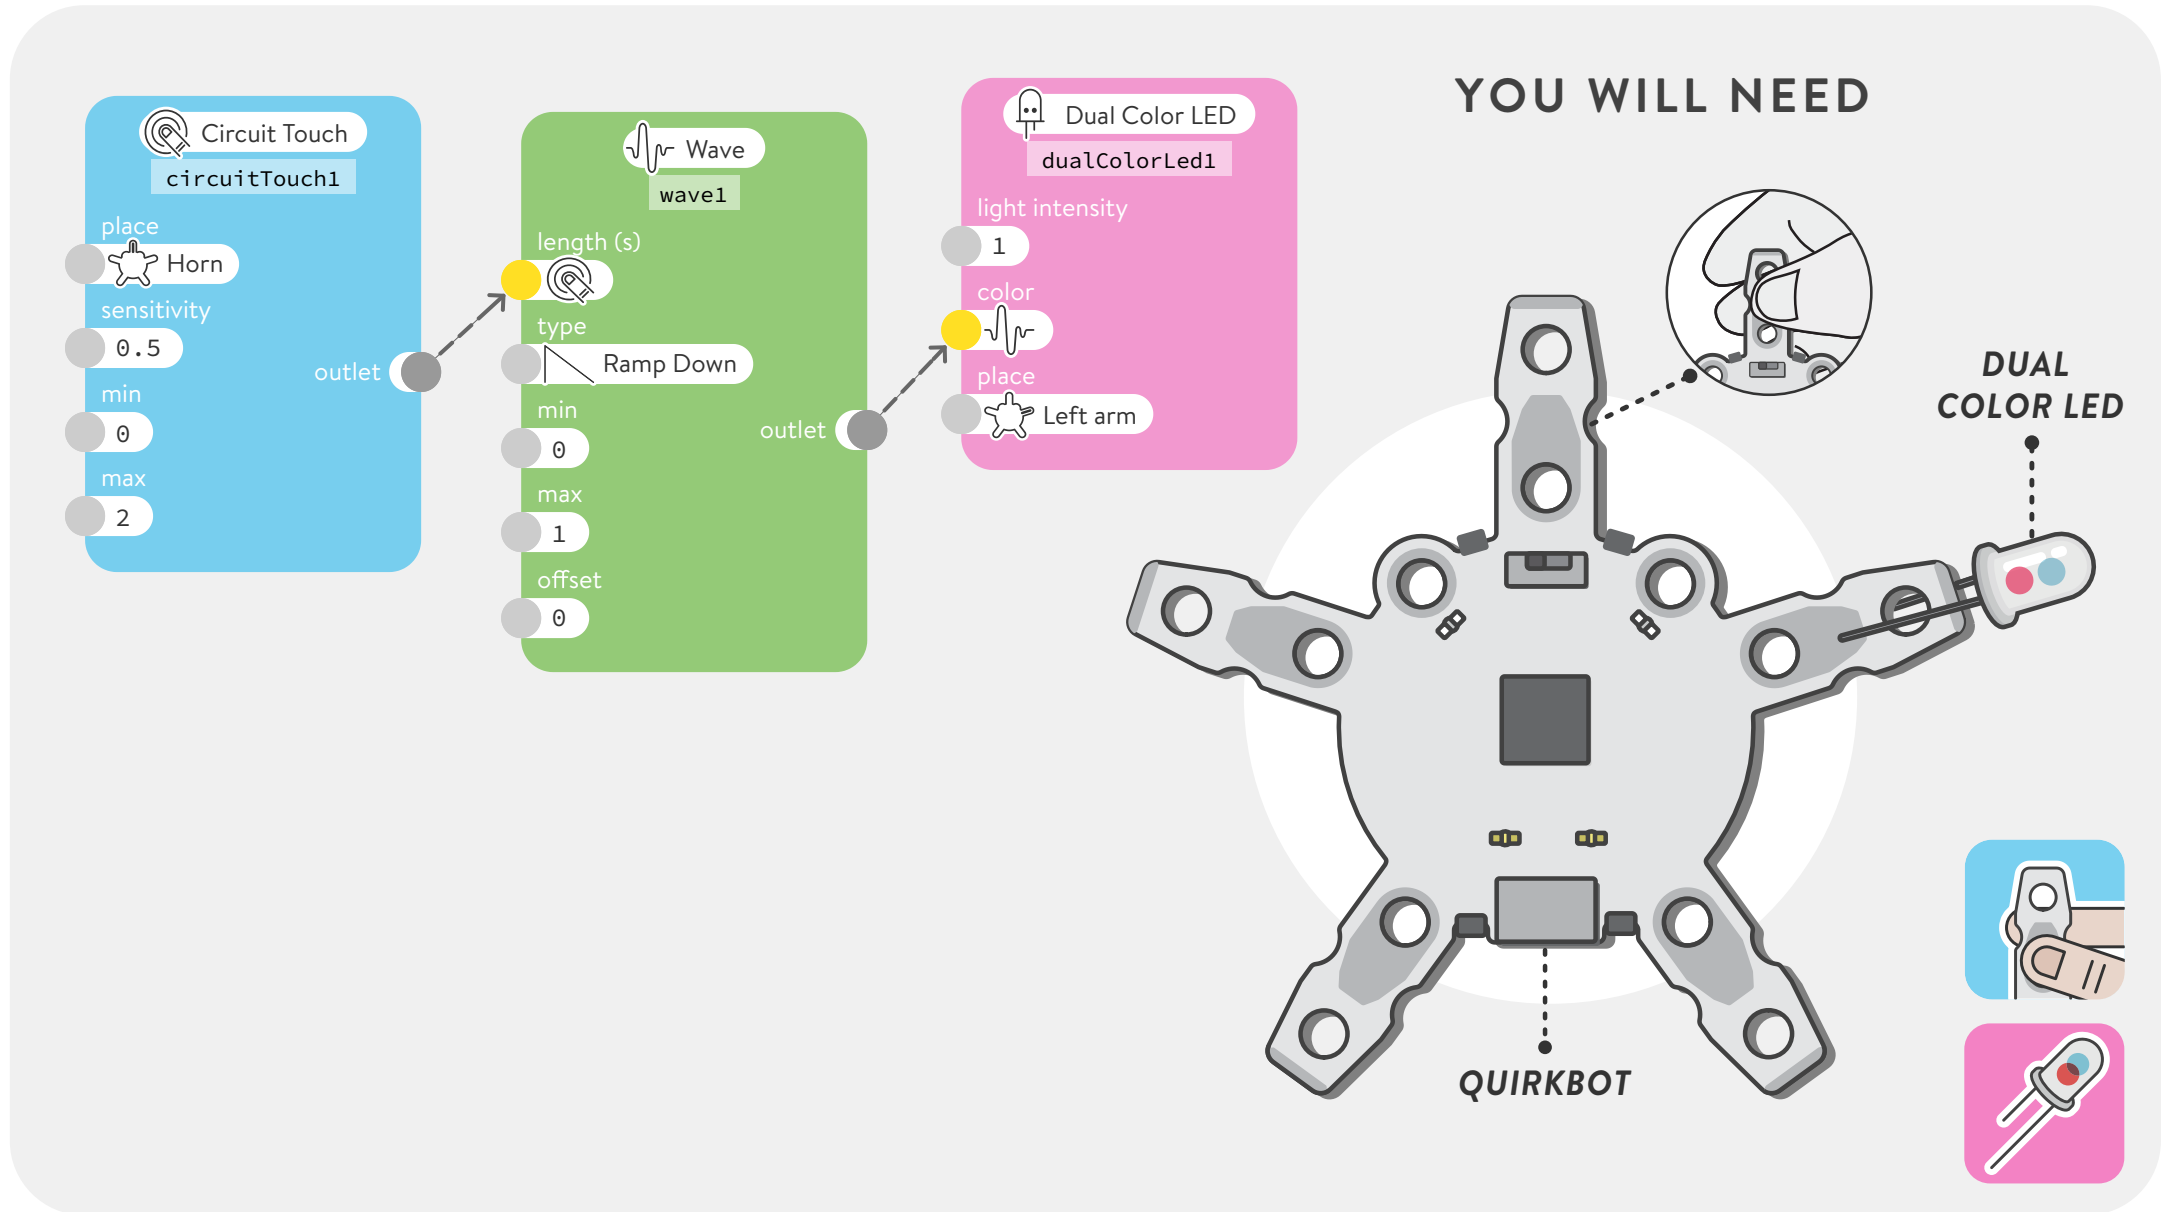 Circuit Touch
circuitTouch1
place
Horn
sensitivity
0.5
min
0
max
2
outlet
Wave
wave1
length (s)
type
Ramp Down
min
0
max
1
offset
0
outlet
Dual Color LED
dualColorLed1
light intensity
1
color
place
Left arm
YOU WILL NEED
DUAL
COLOR LED
QUIRKBOT